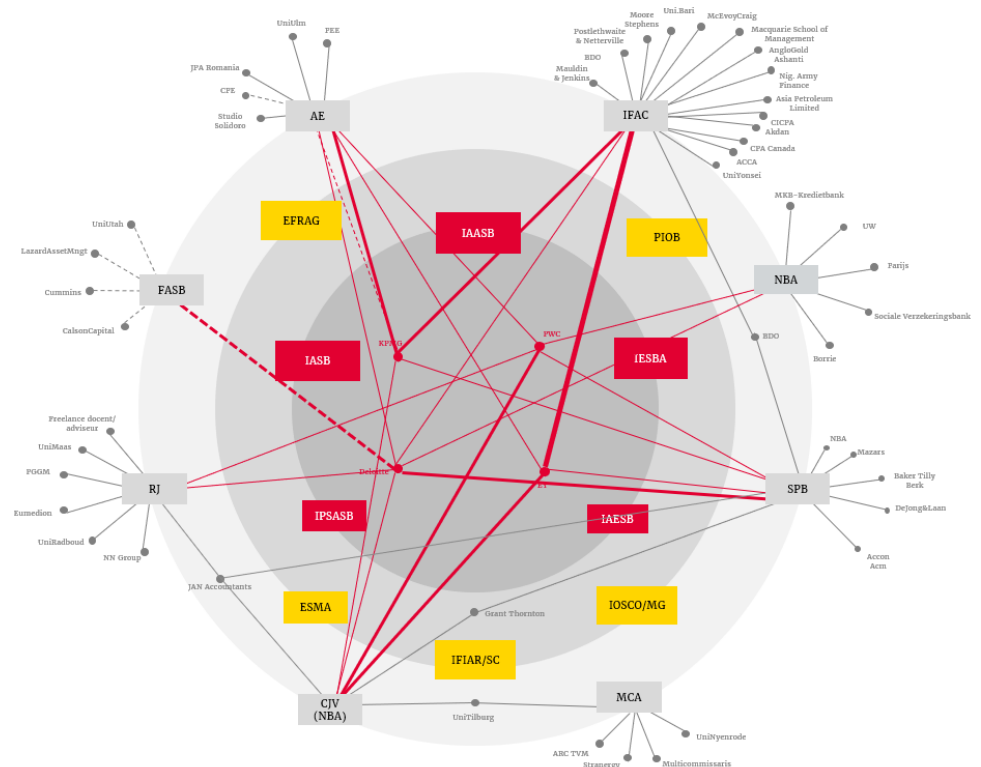 UniUlm
PEE
JPA Romania
CPE
Studio
Solidoro
AE
Moore
Stephens
Uni.Bari
McEvoyCraig
Postlethwaite
& Netterville
BDO
Mauldin
& Jenkins
Macquarie School of
Management
AngloGold
Ashanti
Nig. Army
Finance
Asia Petroleum
Limited
CICPA
Akdan
CPA Canada
ACCA
UniYonsei
IFAC
EFRAG
IAASB
PIOB
UniUtah
LazardAssetMngt
Cummins
CalsonCapital
FASB
MKB-Kredietbank
UW
Parijs
Sociale Verzekeringsbank
Borrie
NBA
BDO
KPMG
PWC
IASB
IESBA
Freelance docent/
adviseur
UniMaas
PGGM
Eumedion
UniRadboud
NN Group
RJ
Deloitte
EY
NBA
Mazars
Baker Tilly
Berk
DeJong&Laan
Accon
Acm
SPB
IPSASB
IAESB
JAN Accountants
ESMA
Grant Thornton
IOSCO/MG
IFIAR/SC
CJV
(NBA)
UniTilburg
MCA
UniNyenrode
ABC TVM
Stranergy
Multicommissaris